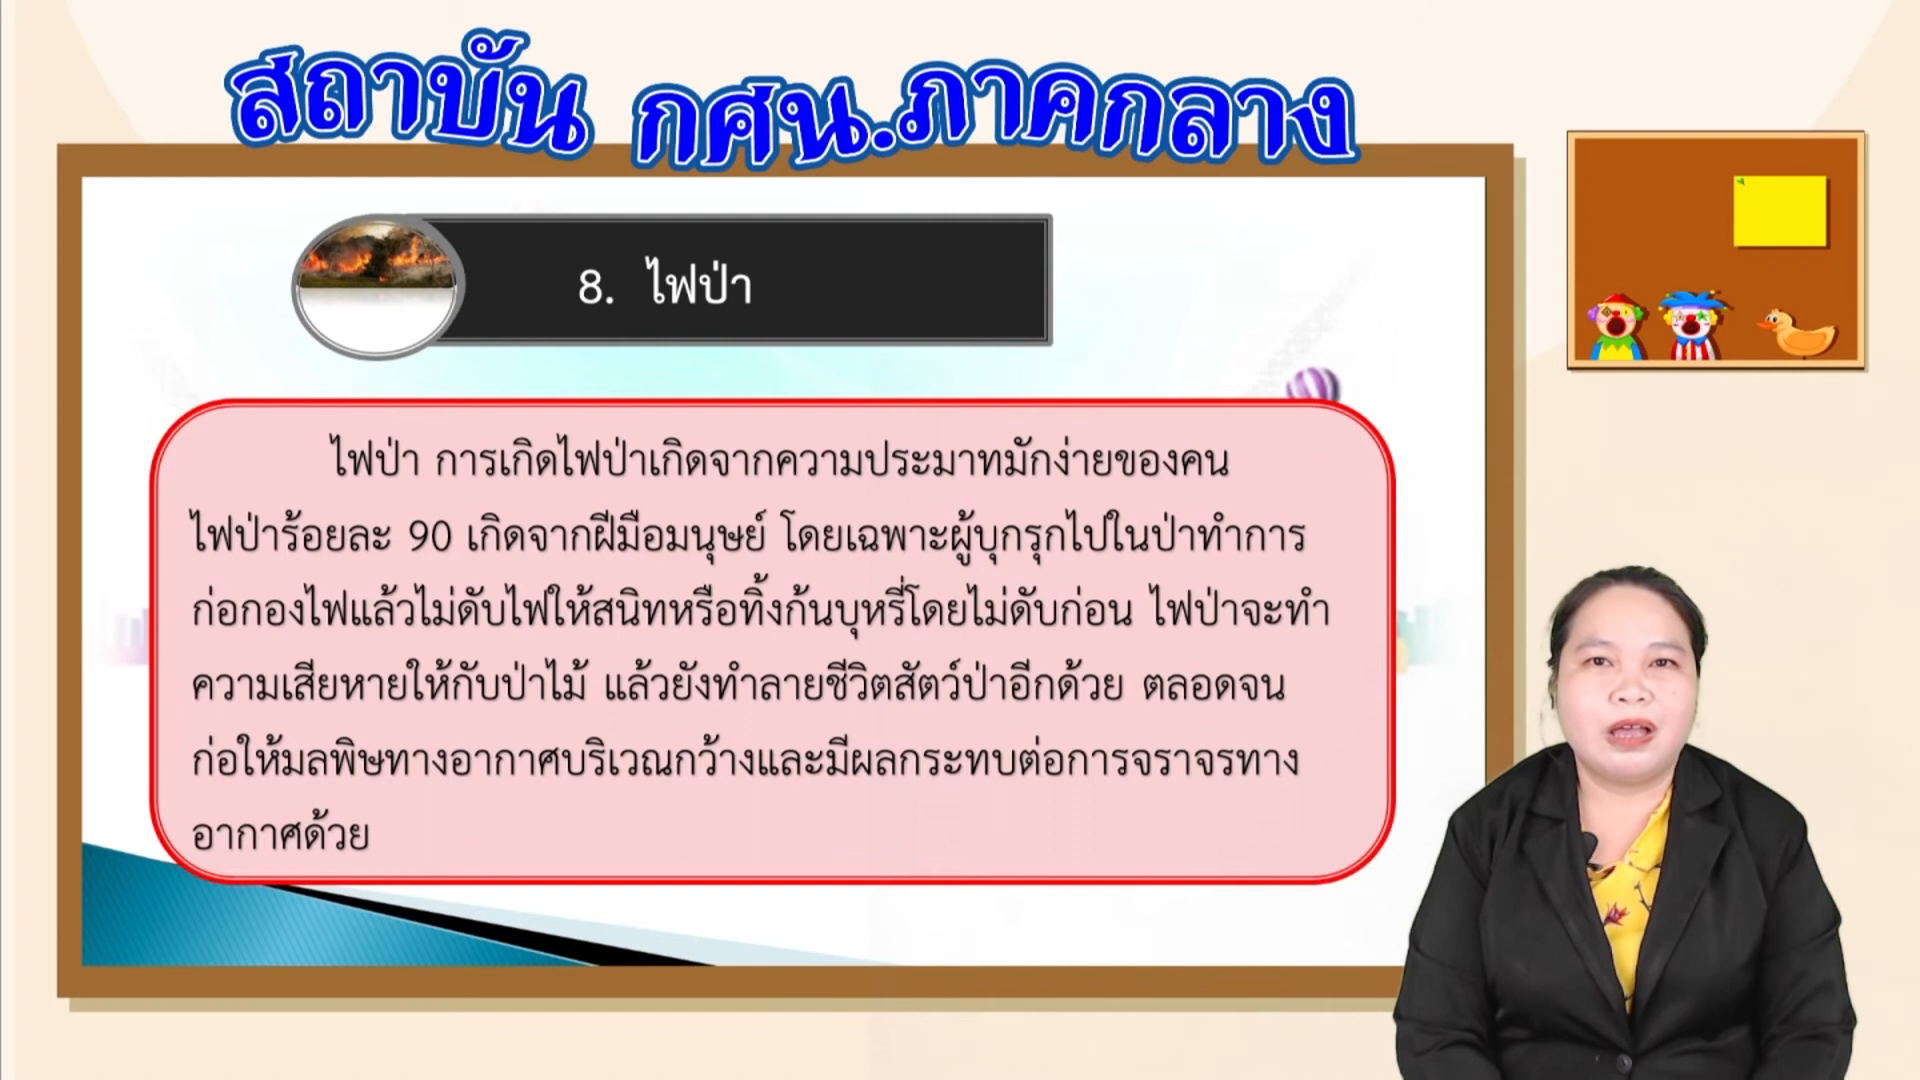 สถาบัน กศน.ภาคกลาง
8. ไฟป่า
ไฟป่า การเกิดไฟป่าเกิดจากความประมาทมักง่ายของคน
ไฟป่าร้อยละ 90 เกิดจากฝีมือมนุษย์ โดยเฉพาะผู้บุกรุกไปในป่าทำการ
ก่อกองไฟแล้วไม่ดับไฟให้สนิทหรือทิ้งก้นบุหรี่โดยไม่ดับก่อน ไฟป่าจะทำ
ความเสียหายให้กับป่าไม้ แล้วยังทำลายชีวิตสัตว์ป่าอีกด้วย ตลอดจน
ก่อให้มลพิษทางอากาศบริเวณกว้างและมีผลกระทบต่อการจราจรทาง
อากาศด้วย